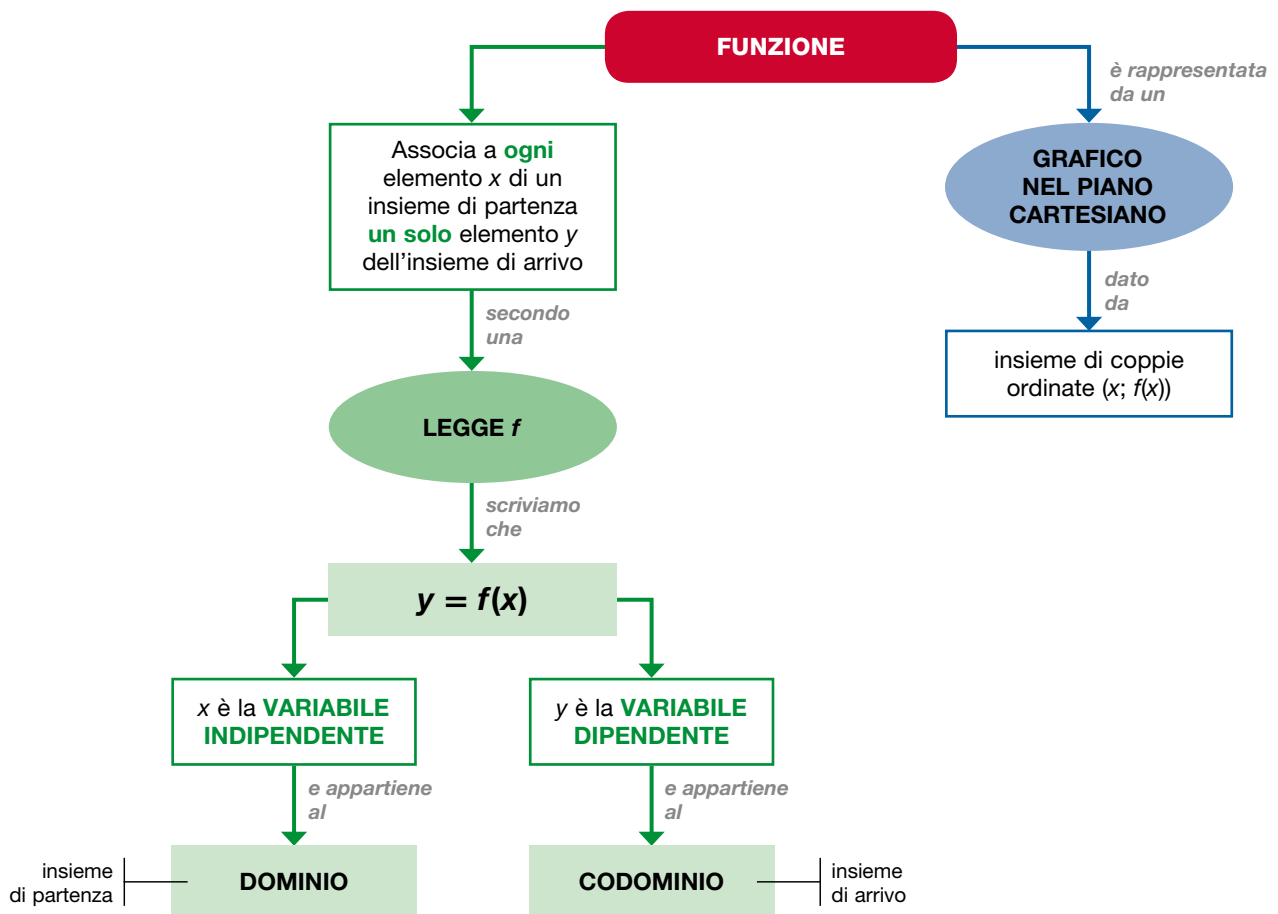 FUNZIONE
è rappresentata
da un
Associa a ogni
elemento x di un
insieme di partenza
un solo elemento y
dell'insieme di arrivo
GRAFICO
NEL PIANO
CARTESIANO
secondo
una
dato
da
insieme di coppie
ordinate (x; f(x))
LEGGE f
scriviamo
che
y = f(x)
x è la VARIABILE
INDIPENDENTE
y è la VARIABILE
DIPENDENTE
e appartiene
al
e appartiene
al
insieme
di partenza
DOMINIO
CODOMINIO
insieme
di arrivo